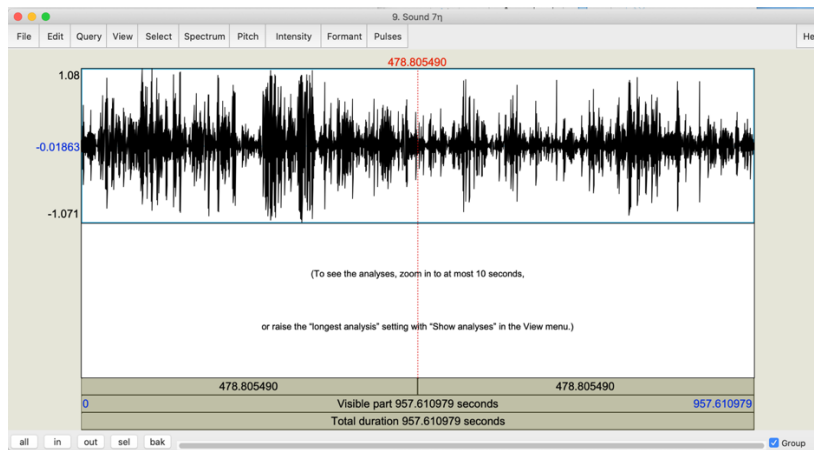 9. Sound 7η
File Edit Query View Select Spectrum Pitch Intensity Formant Pulses He
478.805490
1.08
-0.01863
-1.071
(To see the analyses, zoom in to at most 10 seconds,
or raise the "longest analysis" setting with "Show analyses" in the View menu.)
478.805490 478.805490
0 Visible part 957.610979 seconds 957.610979
Total duration 957.610979 seconds
all in out sel bak Group